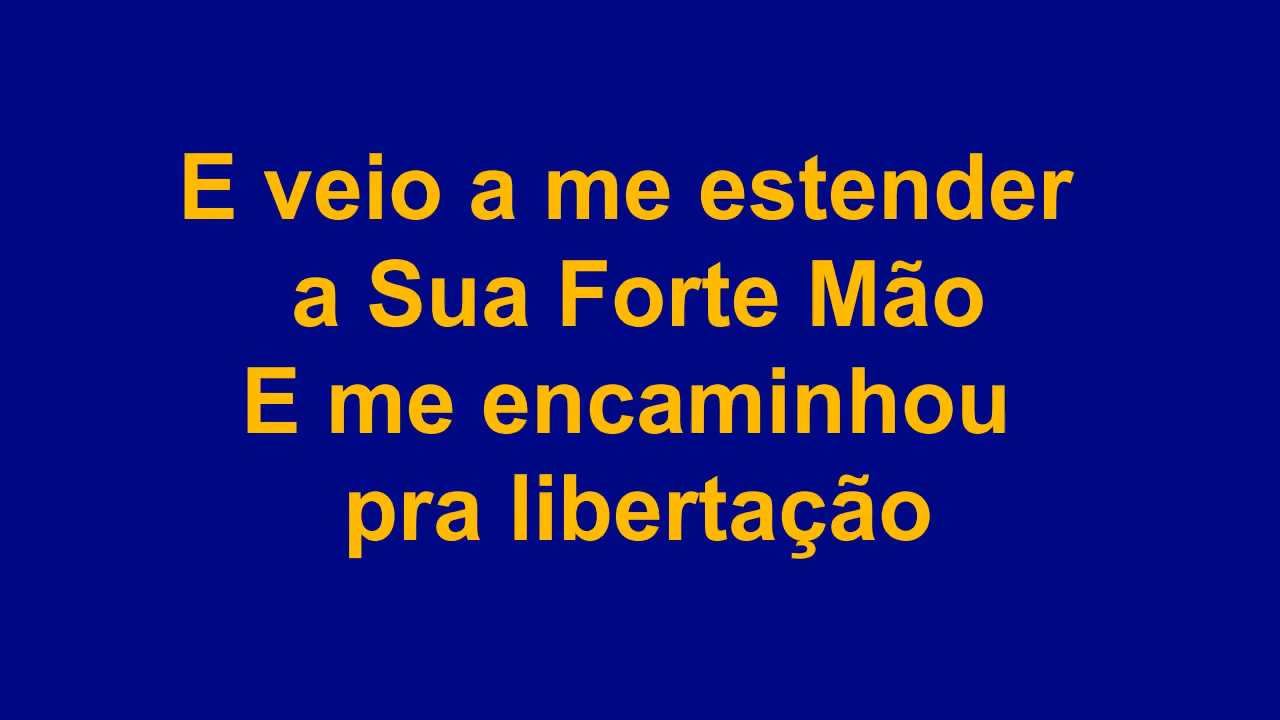 E veio a me estender
a Sua Forte Mão
E me encaminhou
pra libertação